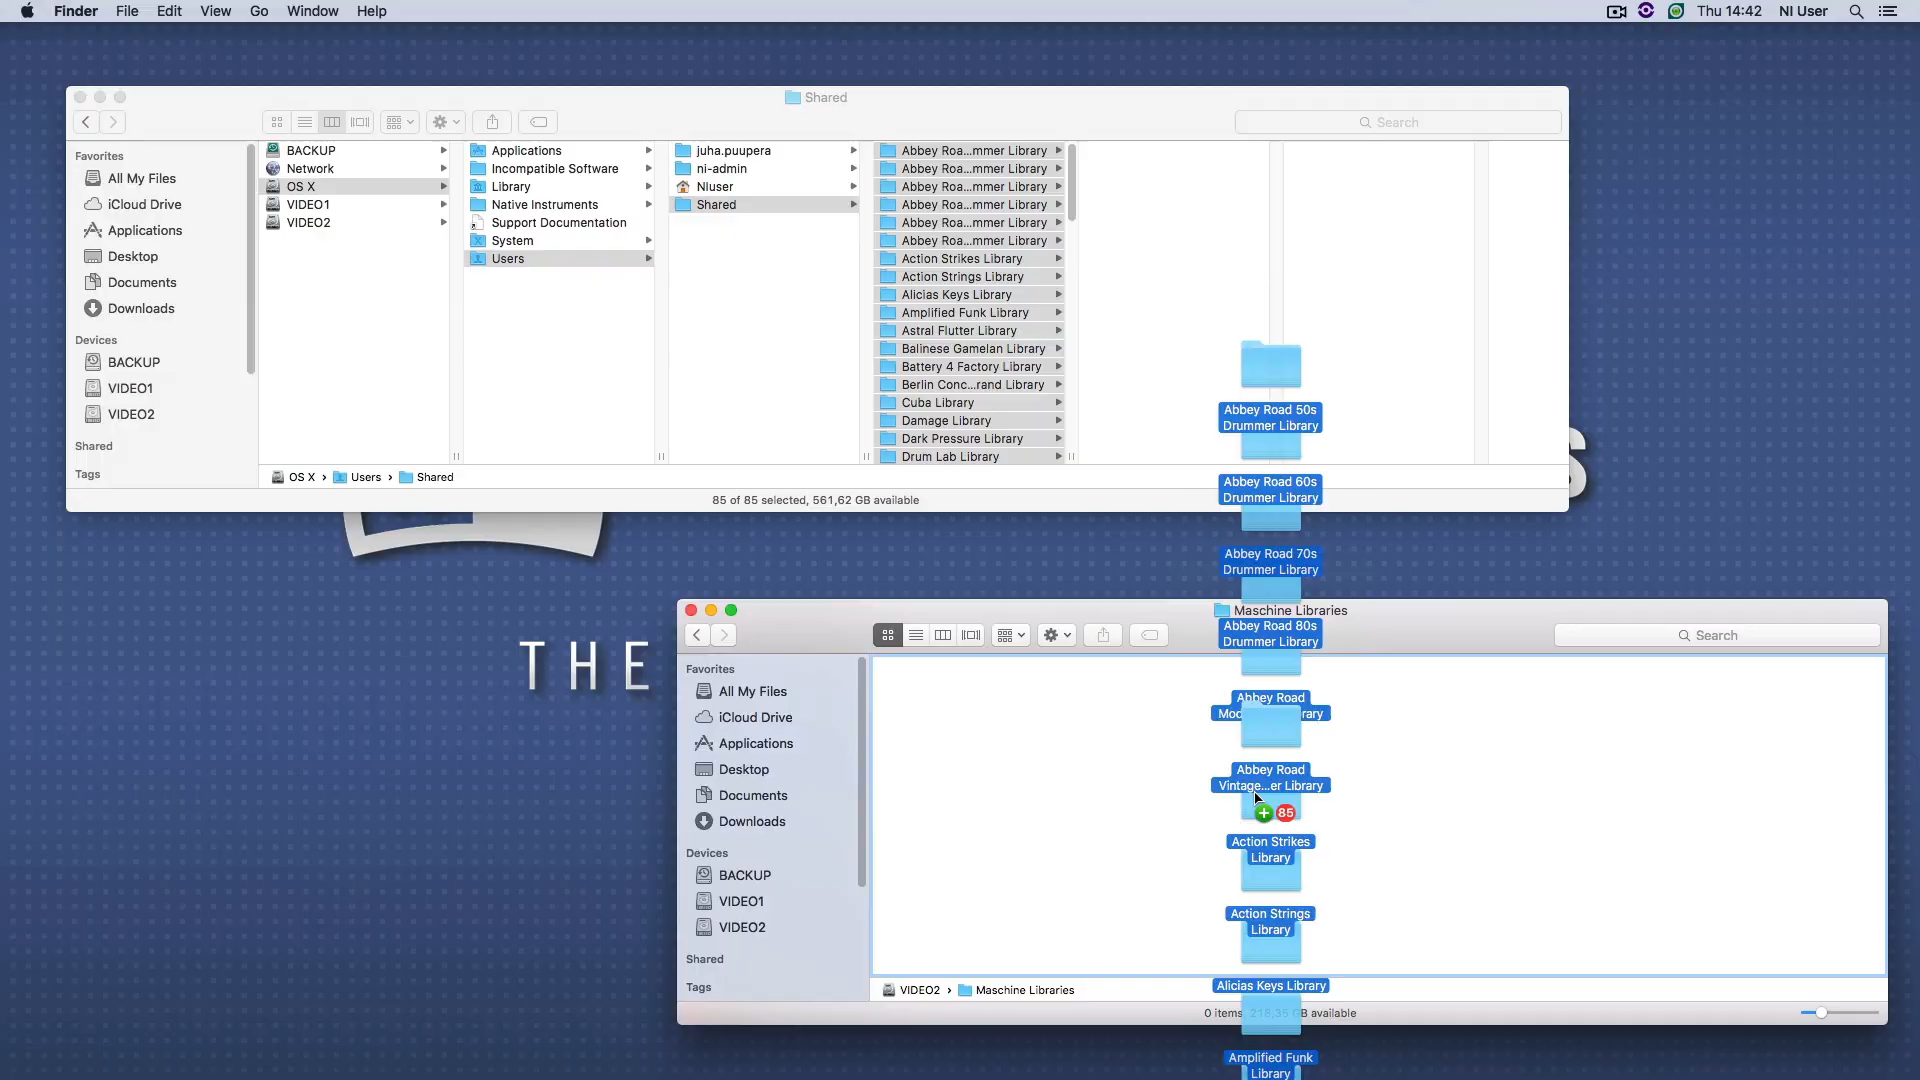 Finder File Edit View Go Window Help
Thu 14:42 NI User
Shared
Search
Favorites
All My Files
iCloud Drive
Applications
Desktop
Documents
Downloads
Devices
BACKUP
VIDEO1
VIDEO2
Shared
Tags
BACKUP
Network
OS X
VIDEO1
VIDEO2
Applications
Incompatible Software
Library
Native Instruments
Support Documentation
System
Users
juha.puupera
ni-admin
NIuser
Shared
Abbey Roa...mmer Library
Abbey Roa...mmer Library
Abbey Roa...mmer Library
Abbey Roa...mmer Library
Abbey Roa...mmer Library
Abbey Roa...mmer Library
Action Strikes Library
Action Strings Library
Alicias Keys Library
Amplified Funk Library
Astral Flutter Library
Balinese Gamelan Library
Battery 4 Factory Library
Berlin Conc...rand Library
Cuba Library
Damage Library
Dark Pressure Library
Drum Lab Library
OS X › Users › Shared
85 of 85 selected, 561,62 GB available
S
THE
Abbey Road 50s
Drummer Library
Abbey Road 60s
Drummer Library
Abbey Road 70s
Drummer Library
Maschine Libraries
Abbey Road 80s
Drummer Library
Search
Favorites
All My Files
iCloud Drive
Applications
Desktop
Documents
Downloads
Devices
BACKUP
VIDEO1
VIDEO2
Shared
Tags
Abbey Road
Mod rary
Abbey Road
Vintage...er Library
85
Action Strikes
Library
Action Strings
Library
Alicias Keys Library
VIDEO2 › Maschine Libraries
0 items, 218,35 GB available
Amplified Funk
Library